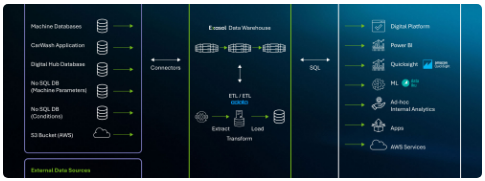 Machine Databases
CarWash Application
Digital Hub Database
No SQL DB
(Machine Parameters)
No SQL DB
(Conditions)
S3 Bucket (AWS)
External Data Sources
Connectors
Exasol Data Warehouse
ETL / ETL
Extract
Load
Transform
SQL
Digital Platform
Power BI
Quicksight
ML
Ad-hoc
Internal Analytics
Apps
AWS Services